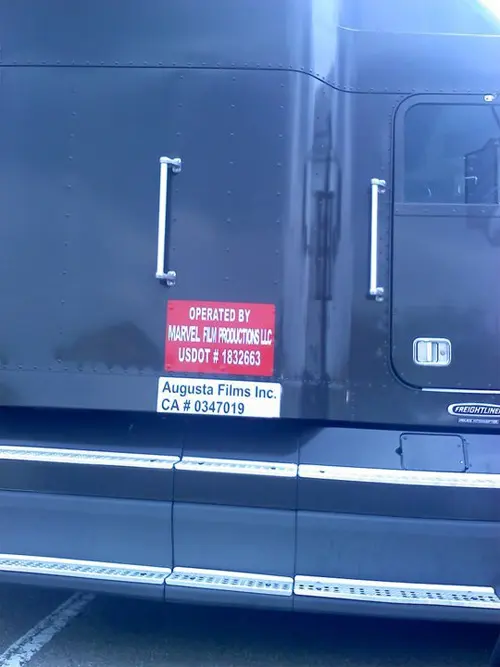 OPERATED BY
MARVEL FILM PRODUCTIONS LLC
USDOT # 1832663
Augusta Films Inc.
CA # 0347019
FREIGHTLINER